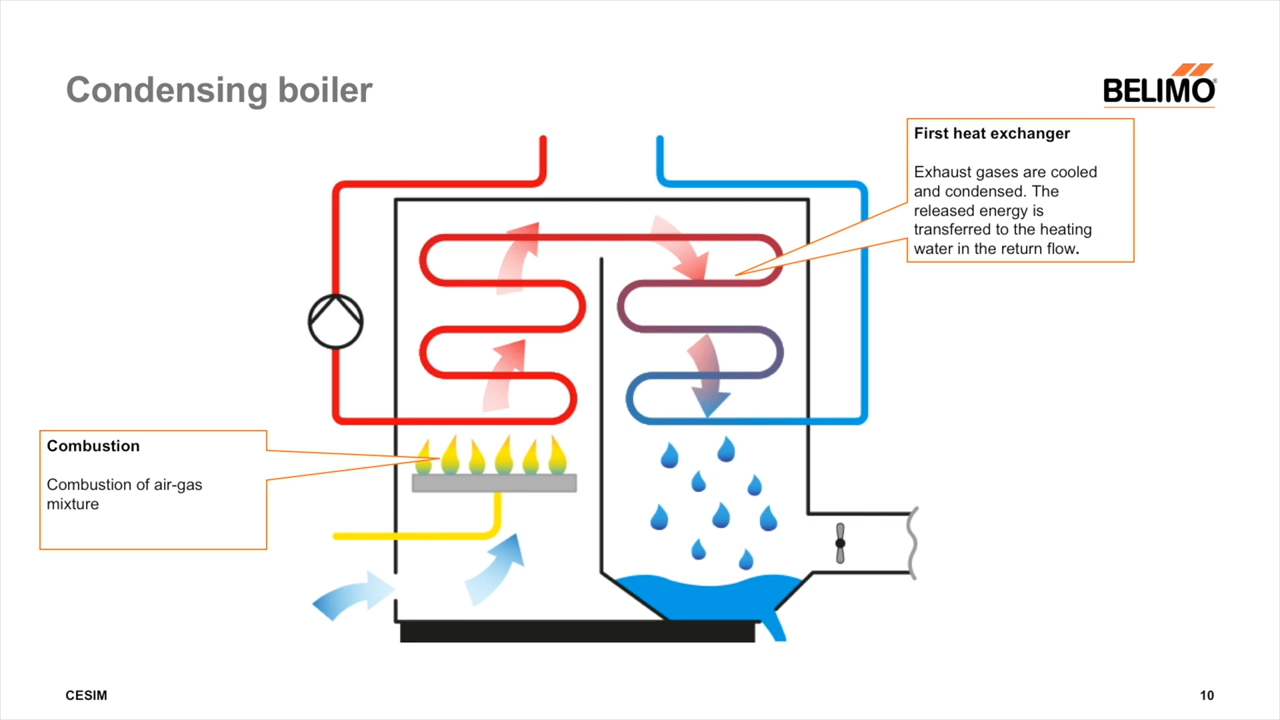 Condensing boiler
BELIMO
First heat exchanger
Exhaust gases are cooled
and condensed. The
released energy is
transferred to the heating
water in the return flow.
Combustion
Combustion of air-gas
mixture
CESIM
10